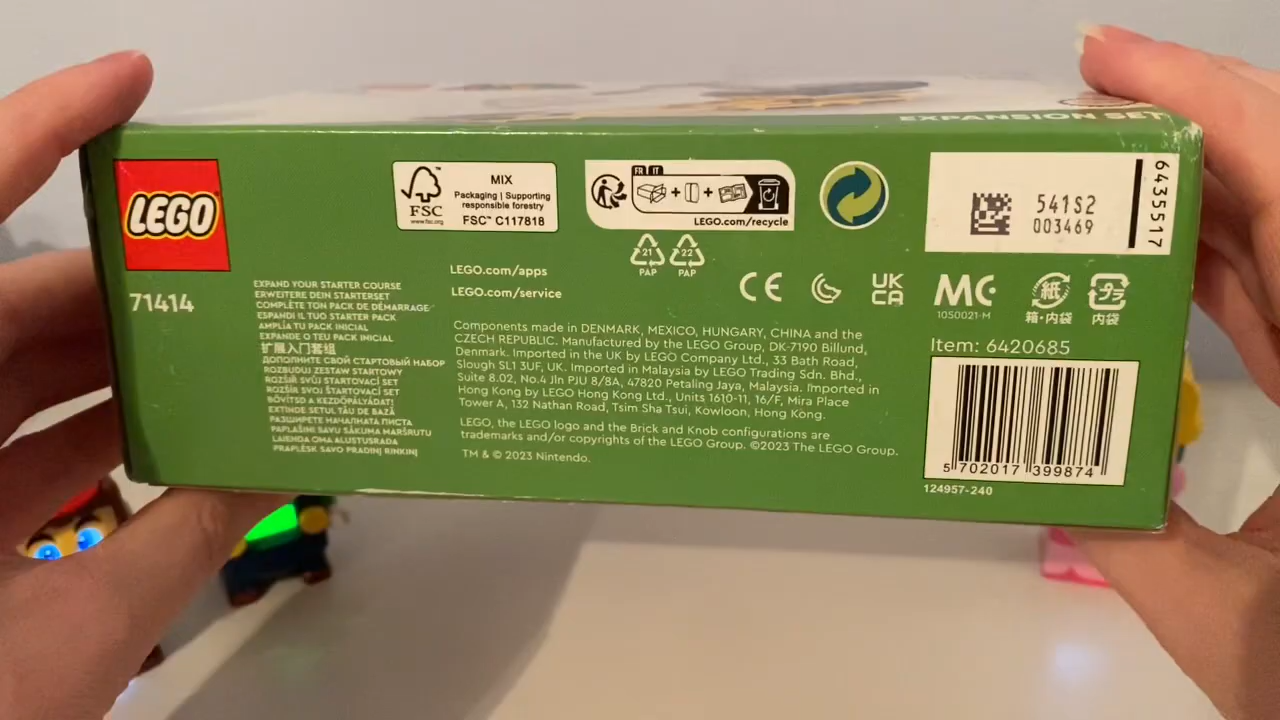 EXPANSION SET
LEGO
71414
EXPAND YOUR STARTER COURSE
ERWEITERE DEIN STARTERSET
COMPLÈTE TON PACK DE DÉMARRAGE
ESPANDI IL TUO STARTER PACK
AMPLÍA TU PACK INICIAL
EXPANDE O TEU PACK INICIAL
扩展入门套组
ДОПОЛНИТЕ СВОЙ СТАРТОВЫЙ НАБОР
ROZBUDUJ ZESTAW STARTOWY
ROZŠIŘ SVŮJ STARTOVACÍ SET
ROZŠÍR SVOJ ŠTARTOVACÍ SET
BŐVÍTSD A KEZDŐPÁLYÁDAT!
EXTINDE SETUL TĂU DE BAZĂ
РАЗШИРЕТЕ НАЧАЛНАТА ПИСТА
PAPLAŠINI SAVU SĀKUMA MARŠRUTU
LAIENDA OMA ALUSTUSRADA
PRAPLĖSK SAVO PRADINĮ RINKINĮ
FSC
www.fsc.org
MIX
Packaging | Supporting
responsible forestry
FSC™ C117818
FR IT
LEGO.com/recycle
21
PAP
22
PAP
LEGO.com/apps
LEGO.com/service
Components made in DENMARK, MEXICO, HUNGARY, CHINA and the
CZECH REPUBLIC. Manufactured by the LEGO Group, DK-7190 Billund,
Denmark. Imported in the UK by LEGO Company Ltd., 33 Bath Road,
Slough SL1 3UF, UK. Imported in Malaysia by LEGO Trading Sdn. Bhd.,
Suite 8.02, No.4 Jln PJU 8/8A, 47820 Petaling Jaya, Malaysia. Imported in
Hong Kong by LEGO Hong Kong Ltd., Units 1610-11, 16/F, Mira Place
Tower A, 132 Nathan Road, Tsim Sha Tsui, Kowloon, Hong Kong.
LEGO, the LEGO logo and the Brick and Knob configurations are
trademarks and/or copyrights of the LEGO Group. ©2023 The LEGO Group.
TM & © 2023 Nintendo.
541S2
003469
6435517
CE
UK
CA
MC
1050021-M
紙
箱・内袋
プラ
内袋
Item: 6420685
5 702017 399874
124957-240